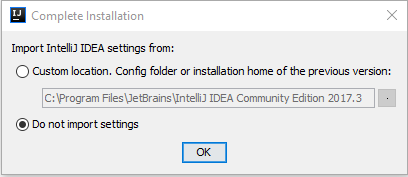 IJ Complete Installation
Import IntelliJ IDEA settings from:
Custom location. Config folder or installation home of the previous version:
C:\Program Files\JetBrains\IntelliJ IDEA Community Edition 2017.3 .
Do not import settings
OK